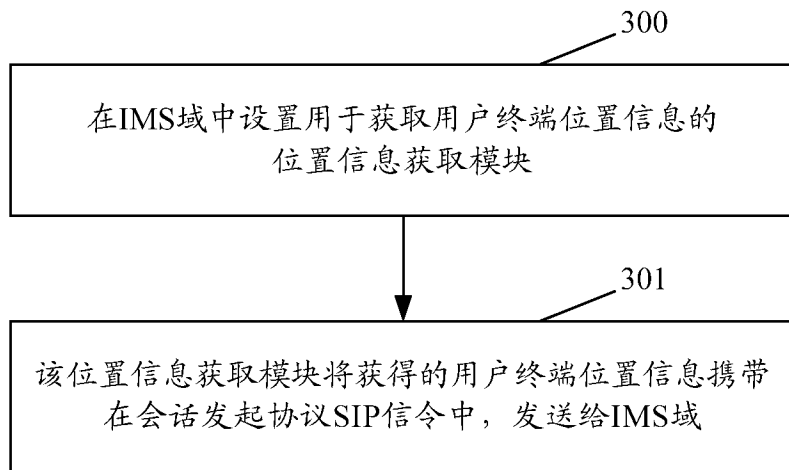 300
在IMS域中设置用于获取用户终端位置信息的
位置信息获取模块
301
该位置信息获取模块将获得的用户终端位置信息携带
在会话发起协议SIP信令中，发送给IMS域